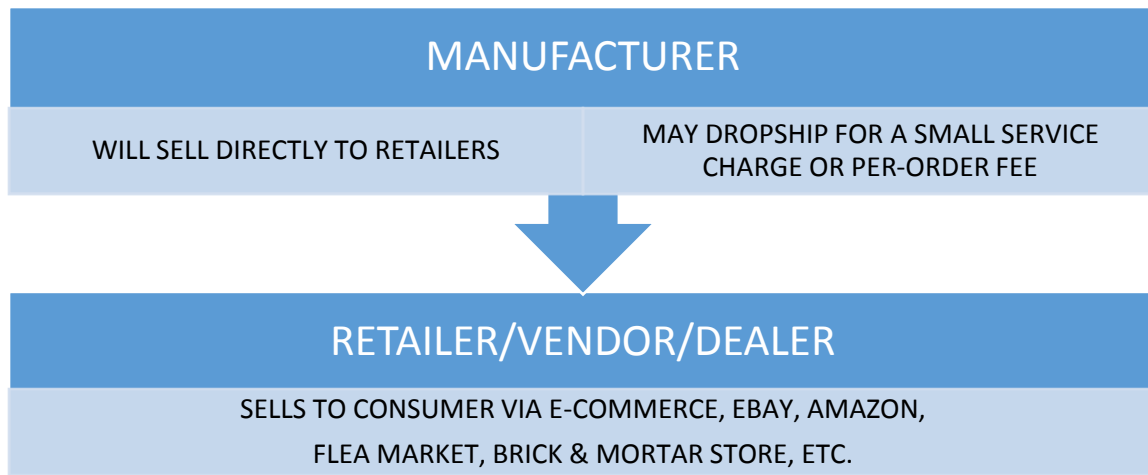 MANUFACTURER
WILL SELL DIRECTLY TO RETAILERS
MAY DROPSHIP FOR A SMALL SERVICE
CHARGE OR PER-ORDER FEE
RETAILER/VENDOR/DEALER
SELLS TO CONSUMER VIA E-COMMERCE, EBAY, AMAZON,
FLEA MARKET, BRICK & MORTAR STORE, ETC.